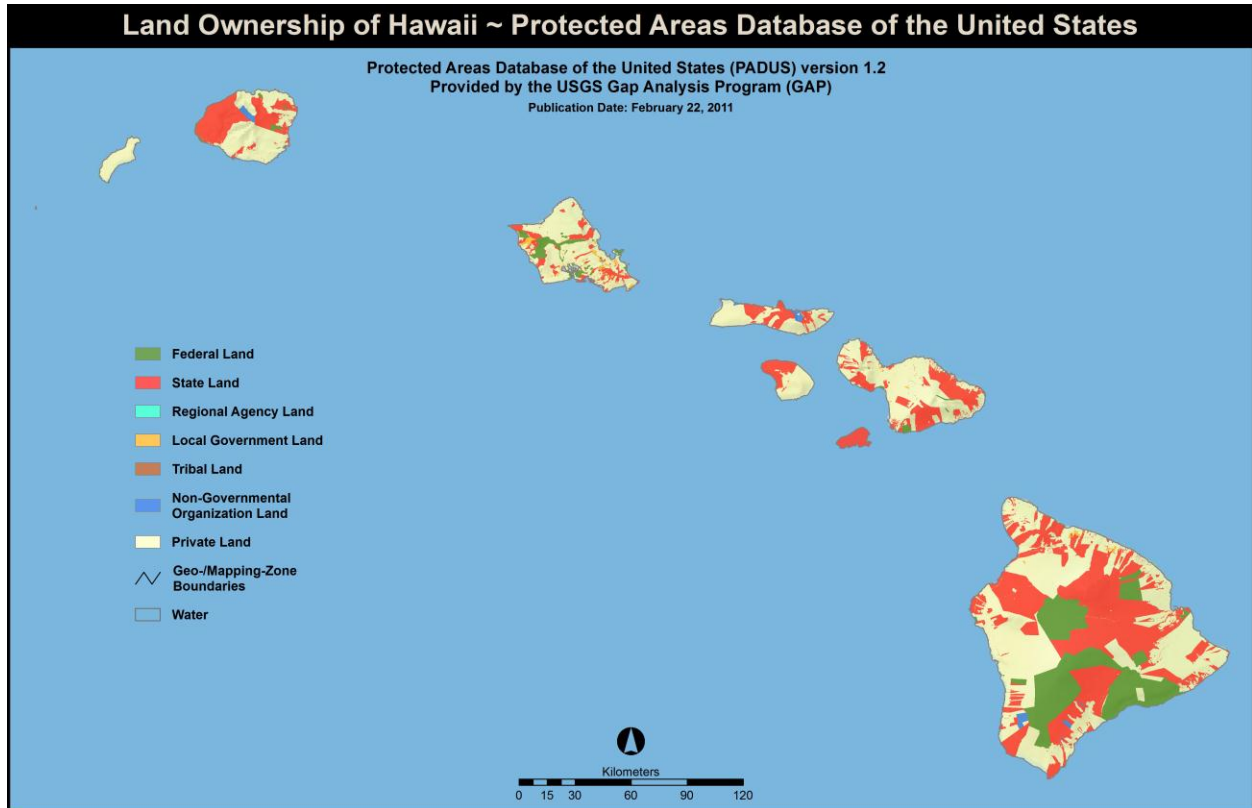 Land Ownership of Hawaii ~ Protected Areas Database of the United States
Protected Areas Database of the United States (PADUS) version 1.2
Provided by the USGS Gap Analysis Program (GAP)
Publication Date: February 22, 2011
Federal Land
State Land
Regional Agency Land
Local Government Land
Tribal Land
Non-Governmental
Organization Land
Private Land
Geo-/Mapping-Zone
Boundaries
Water
Kilometers
0 15 30 60 90 120